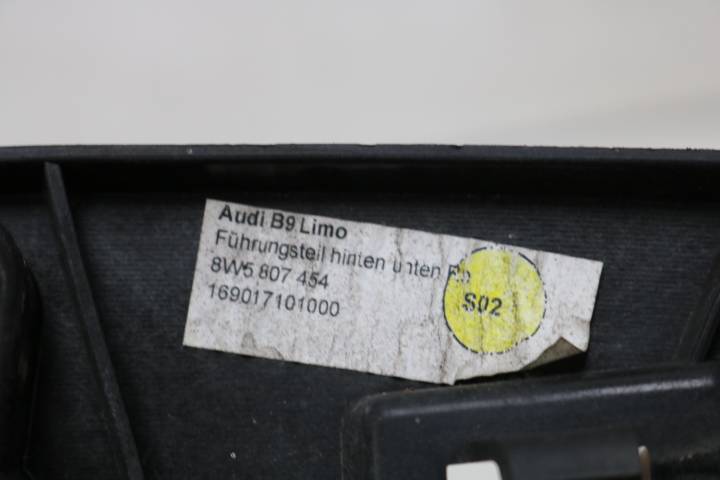 Audi B9 Limo
Führungsteil hinten unten
8W5 807 454
169017101000
S02